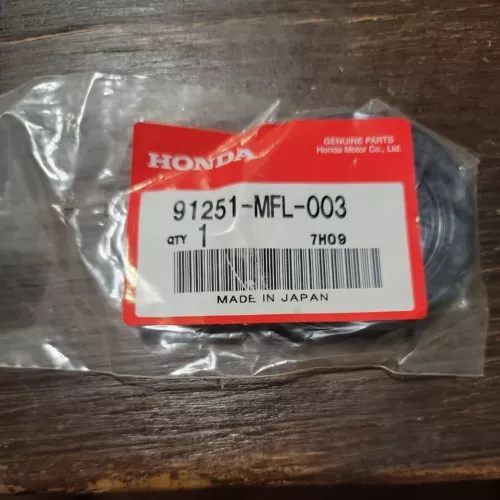 GENUINE PARTS
Honda Motor Co., Ltd.
HONDA
91251-MFL-003
QTY 1 7H09
MADE IN JAPAN